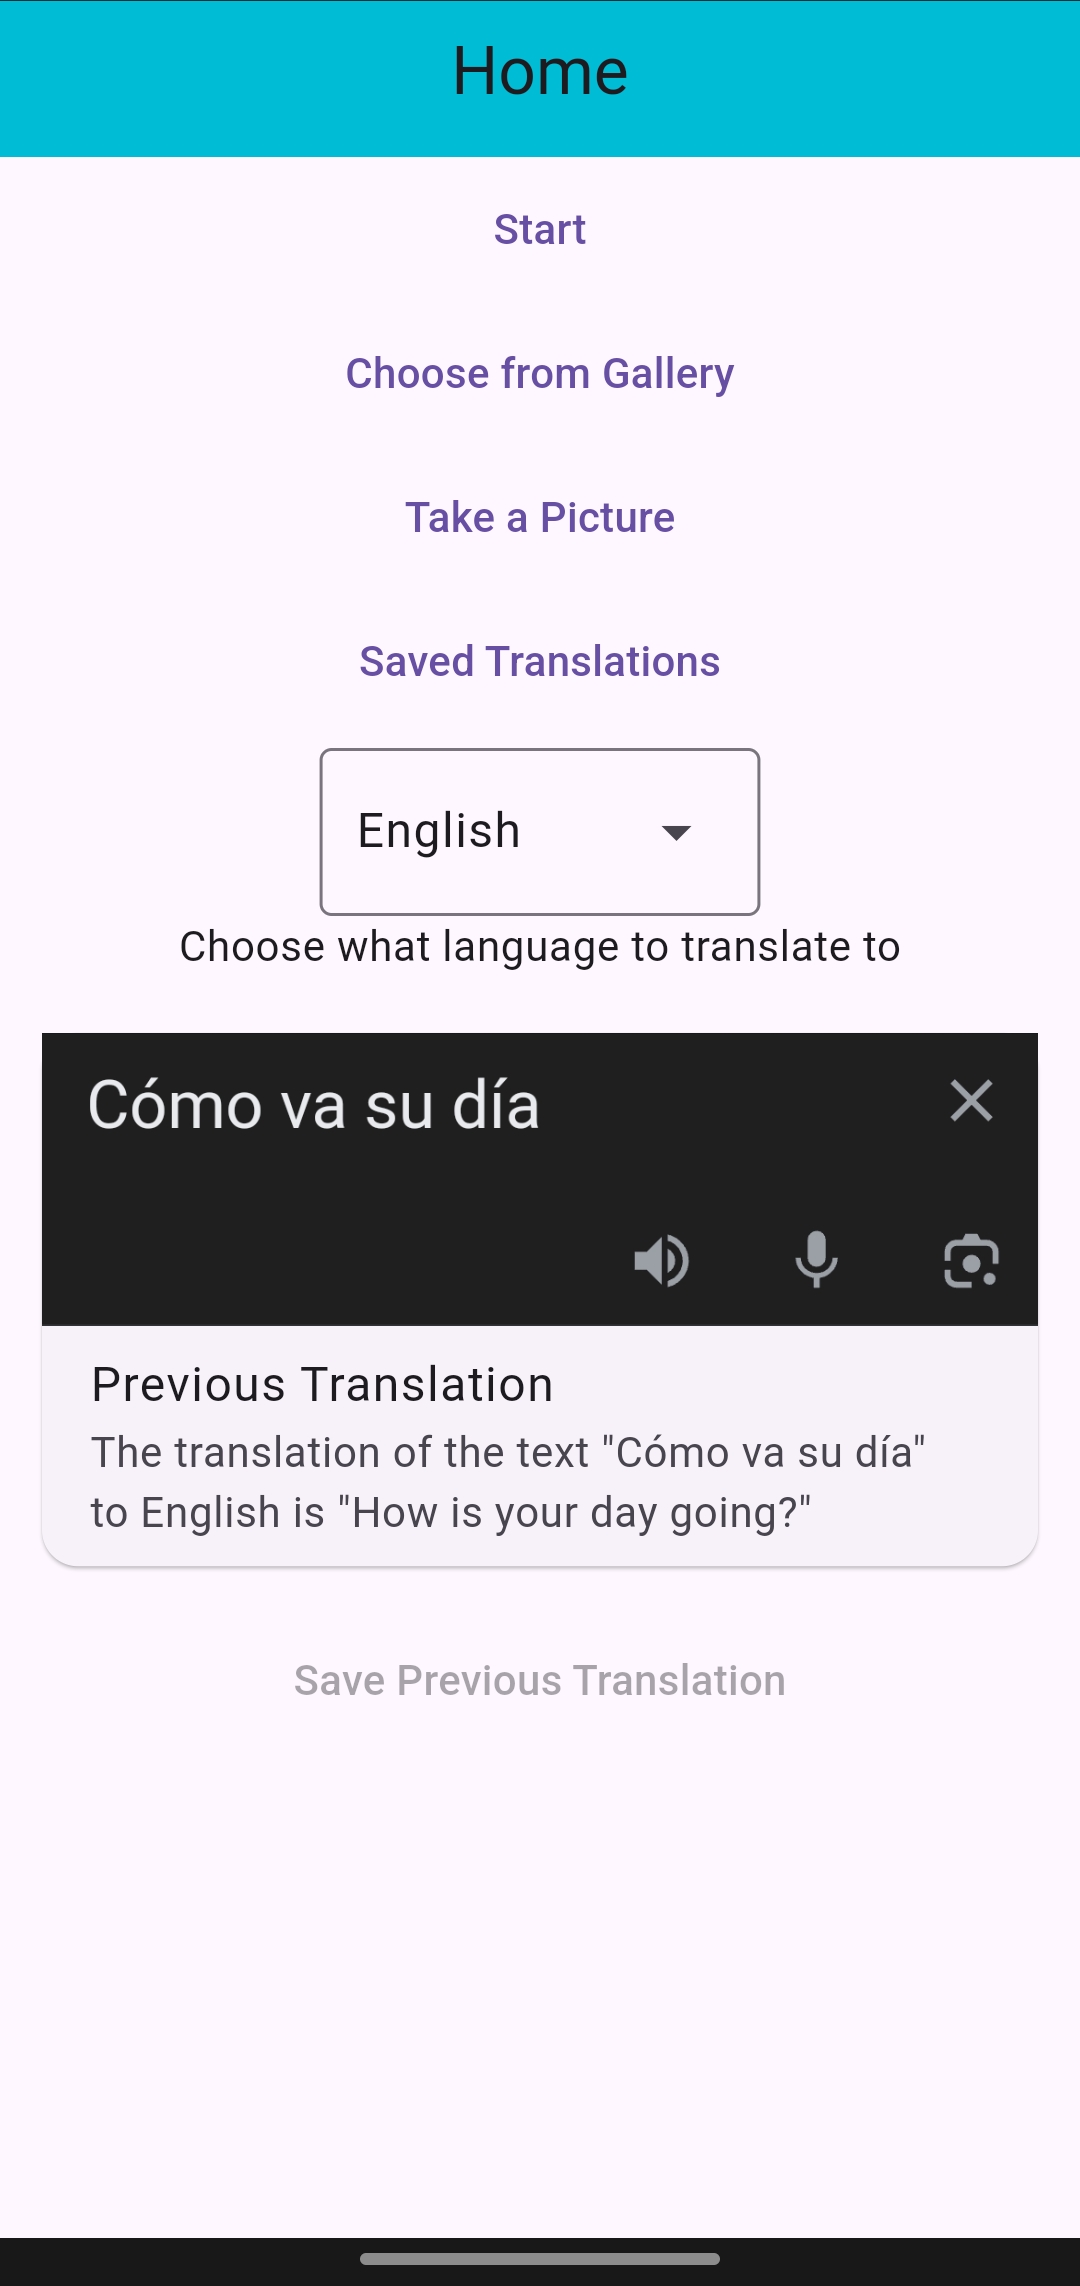 Home
Start
Choose from Gallery
Take a Picture
Saved Translations
English
Choose what language to translate to
Cómo va su día
Previous Translation
The translation of the text "Cómo va su día"
to English is "How is your day going?"
Save Previous Translation